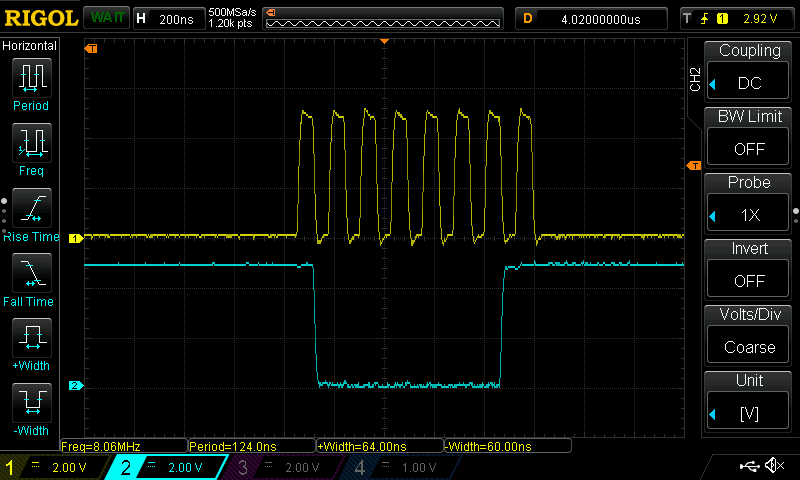 RIGOL WAIT H 200ns 500MSa/s D 4.02000000us T 1 2.92 V
1.20k pts
Horizontal
Period
Freq
Rise Time
Fall Time
+Width
-Width
T
T
1
2
CH2
Coupling
DC
BW Limit
OFF
Probe
1X
Invert
OFF
Volts/Div
Coarse
Unit
[V]
Freq=8.06MHz Period=124.0ns +Width=64.00ns -Width=60.00ns
1 2.00 V 2 2.00 V 3 2.00 V 4 1.00 V